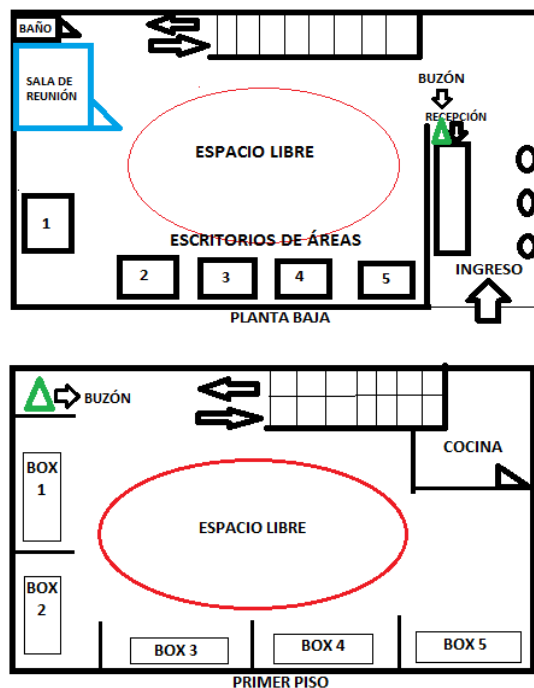 BAÑO
SALA DE
REUNIÓN
BUZÓN
RECEPCIÓN
ESPACIO LIBRE
1
ESCRITORIOS DE ÁREAS
2
3
4
5
INGRESO
PLANTA BAJA
BUZÓN
COCINA
BOX
1
ESPACIO LIBRE
BOX
2
BOX 3
BOX 4
BOX 5
PRIMER PISO